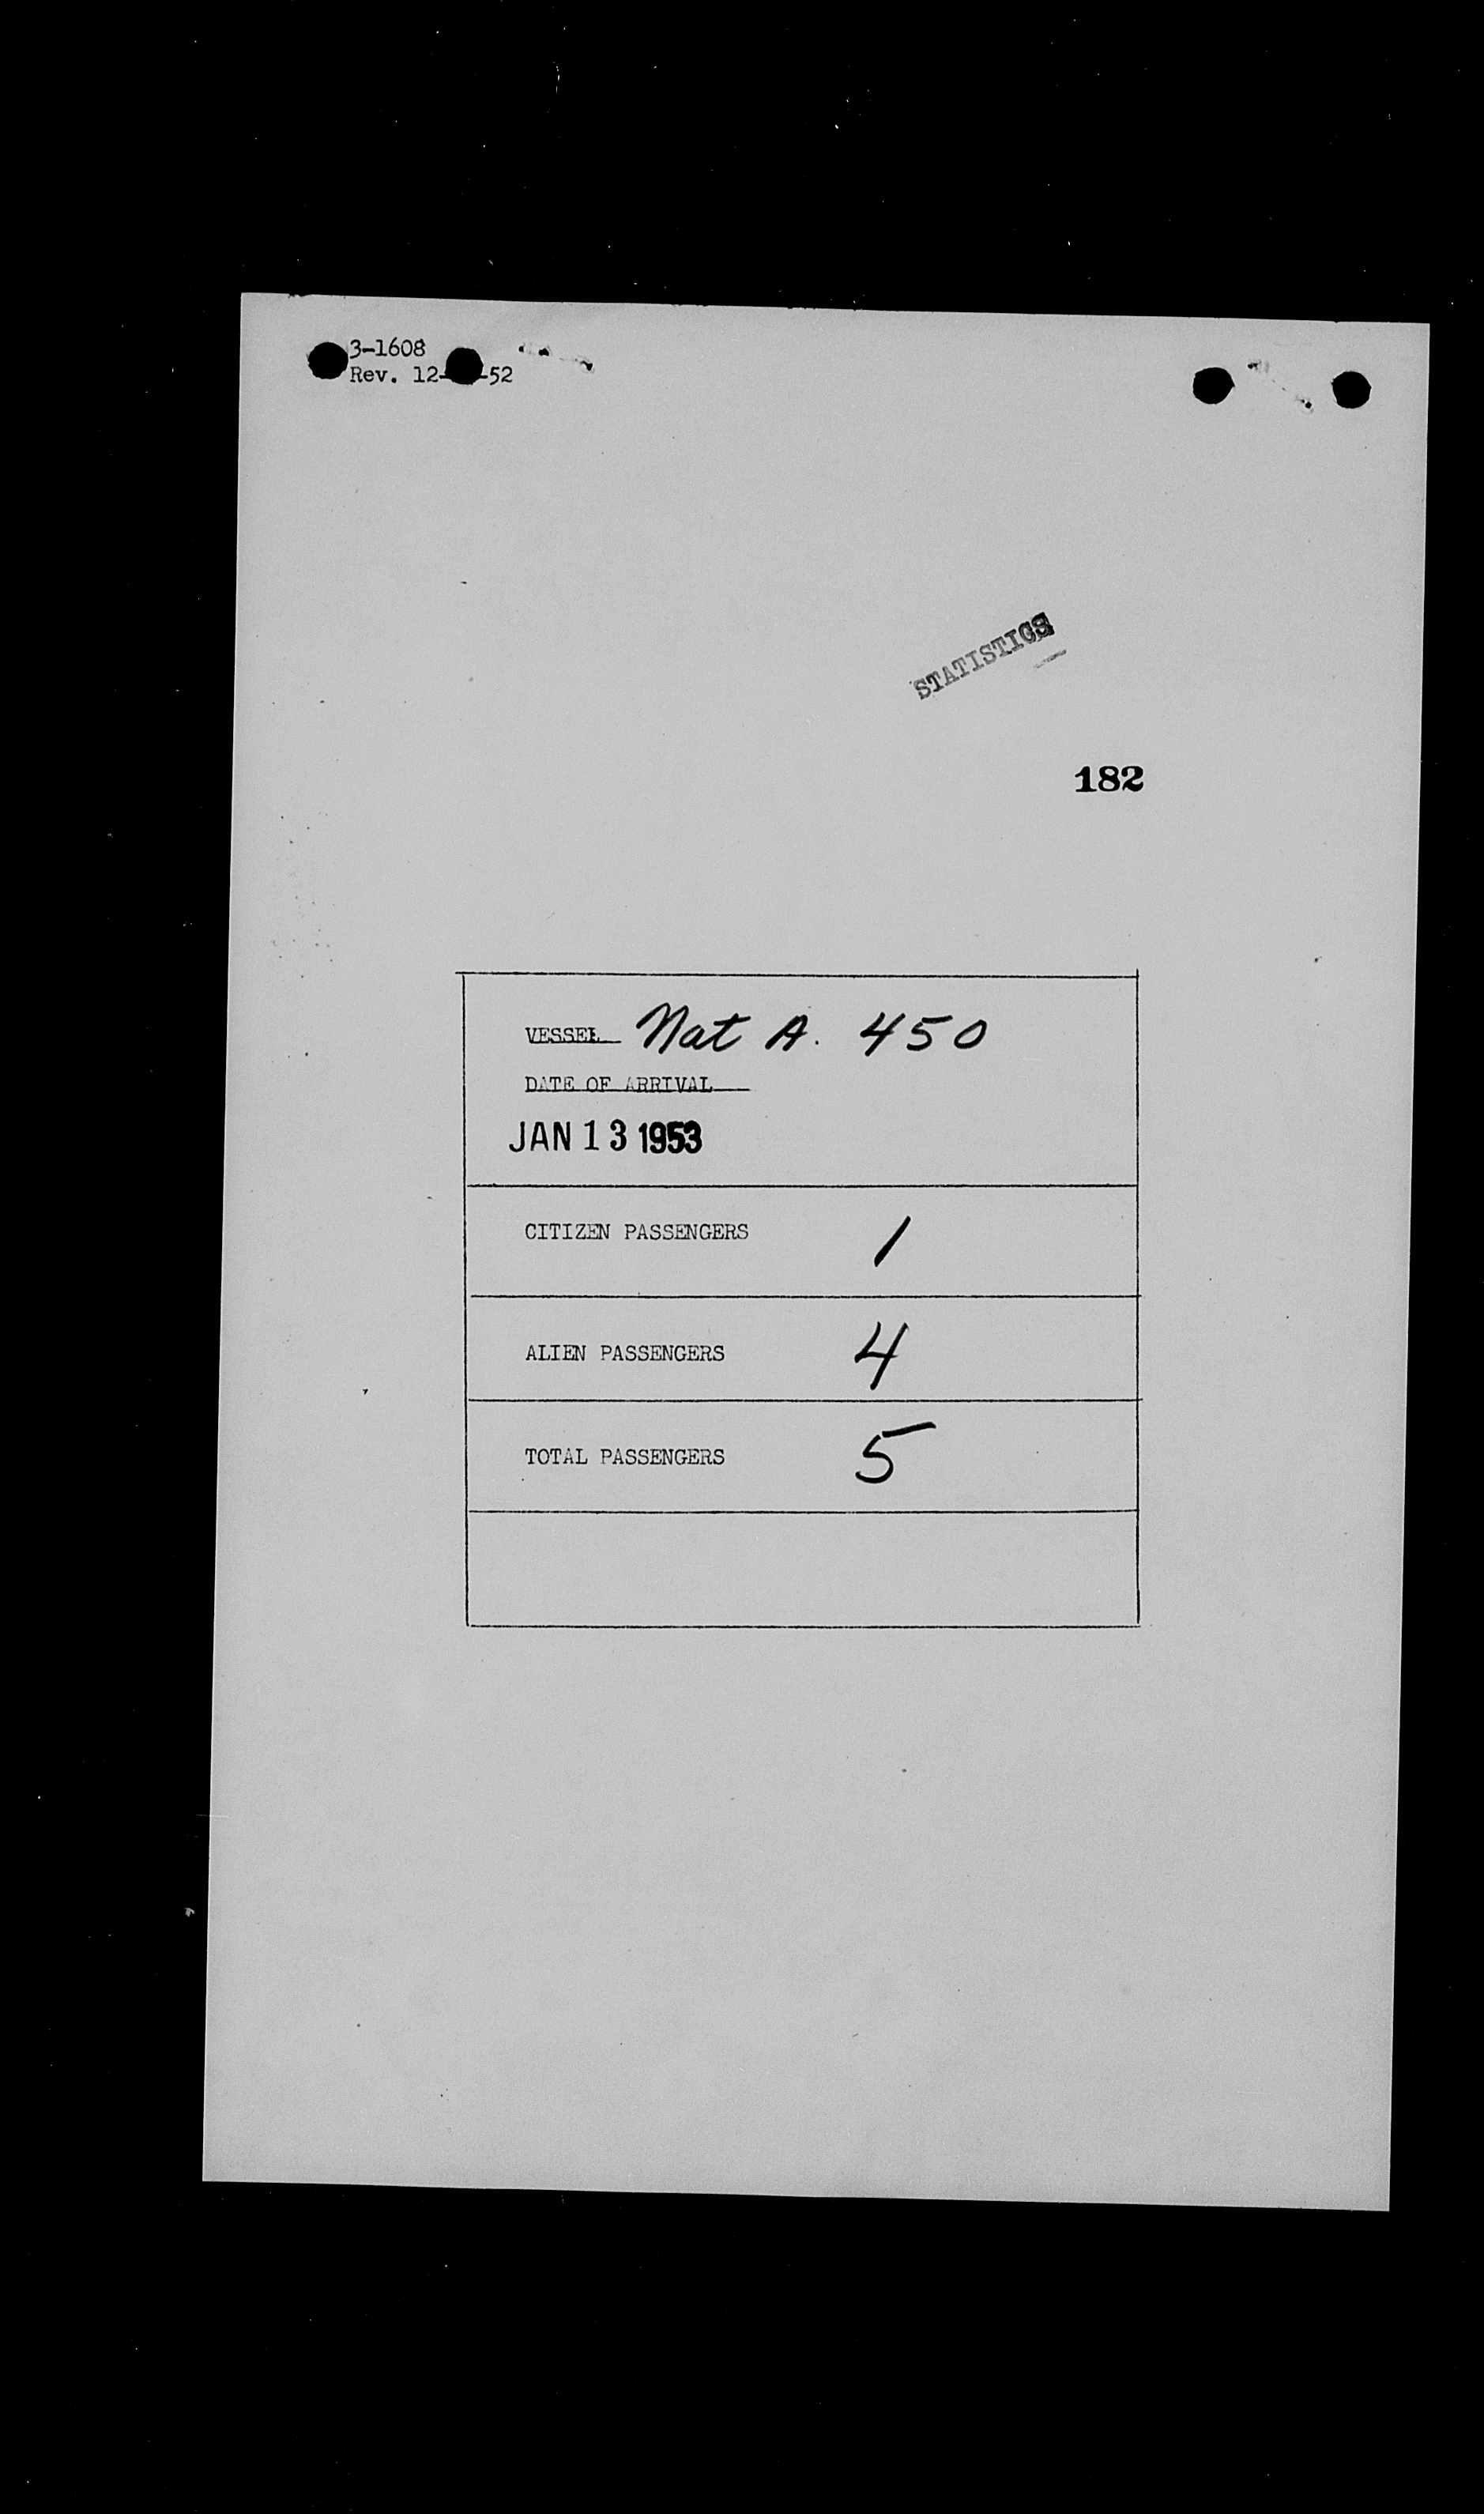 3-1608
Rev. 12- -52
STATISTICS
182
VESSEL Nat A. 450
DATE OF ARRIVAL
JAN 13 1953
CITIZEN PASSENGERS 1
ALIEN PASSENGERS 4
TOTAL PASSENGERS 5